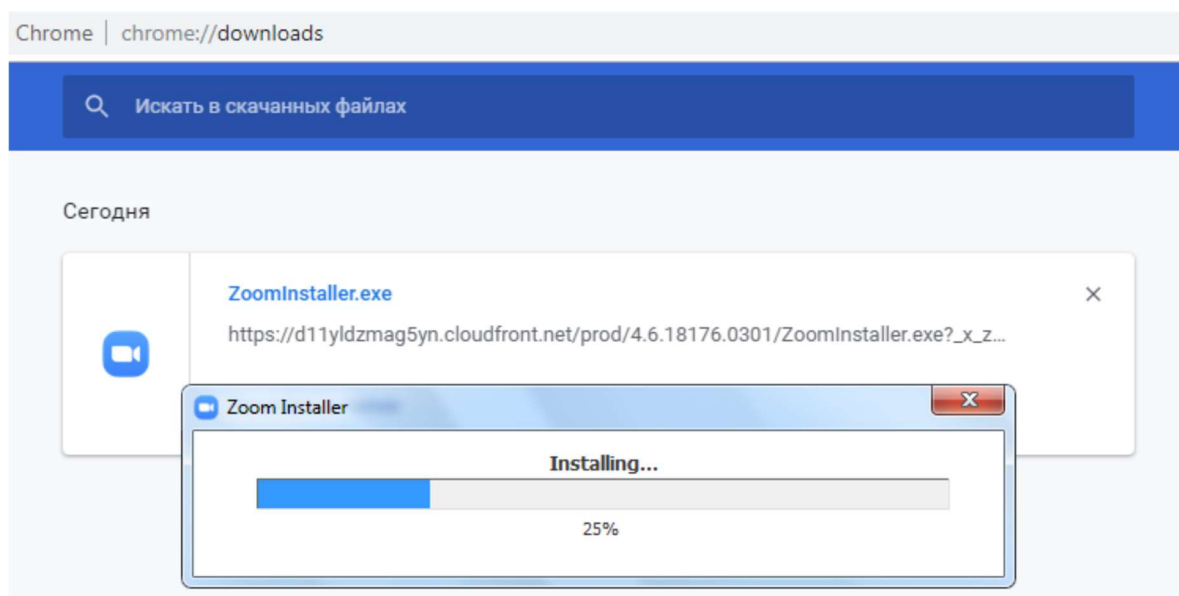 Chrome | chrome://downloads
Искать в скачанных файлах
Сегодня
ZoomInstaller.exe
https://d11yldzmag5yn.cloudfront.net/prod/4.6.18176.0301/ZoomInstaller.exe?_x_z...
Zoom Installer
Installing...
25%